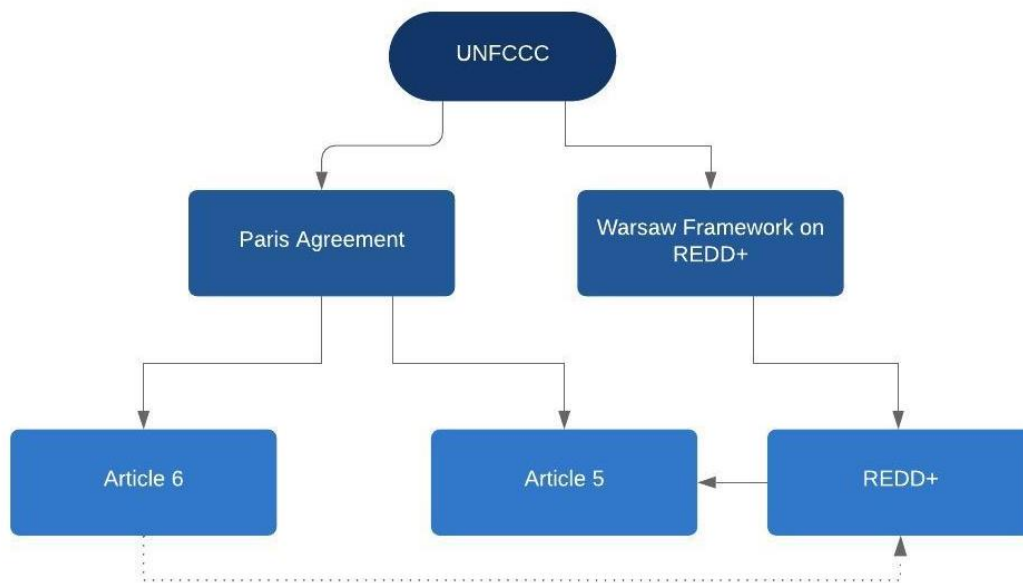 UNFCCC
Paris Agreement
Warsaw Framework on
REDD+
Article 6
Article 5
REDD+